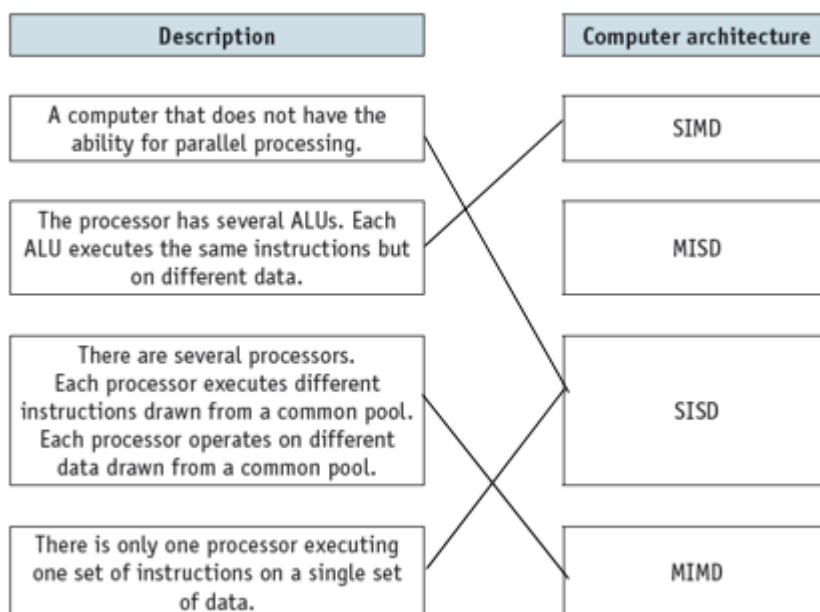 Description
Computer architecture
A computer that does not have the
ability for parallel processing.
SIMD
The processor has several ALUs. Each
ALU executes the same instructions but
on different data.
MISD
There are several processors.
Each processor executes different
instructions drawn from a common pool.
Each processor operates on different
data drawn from a common pool.
SISD
There is only one processor executing
one set of instructions on a single set
of data.
MIMD